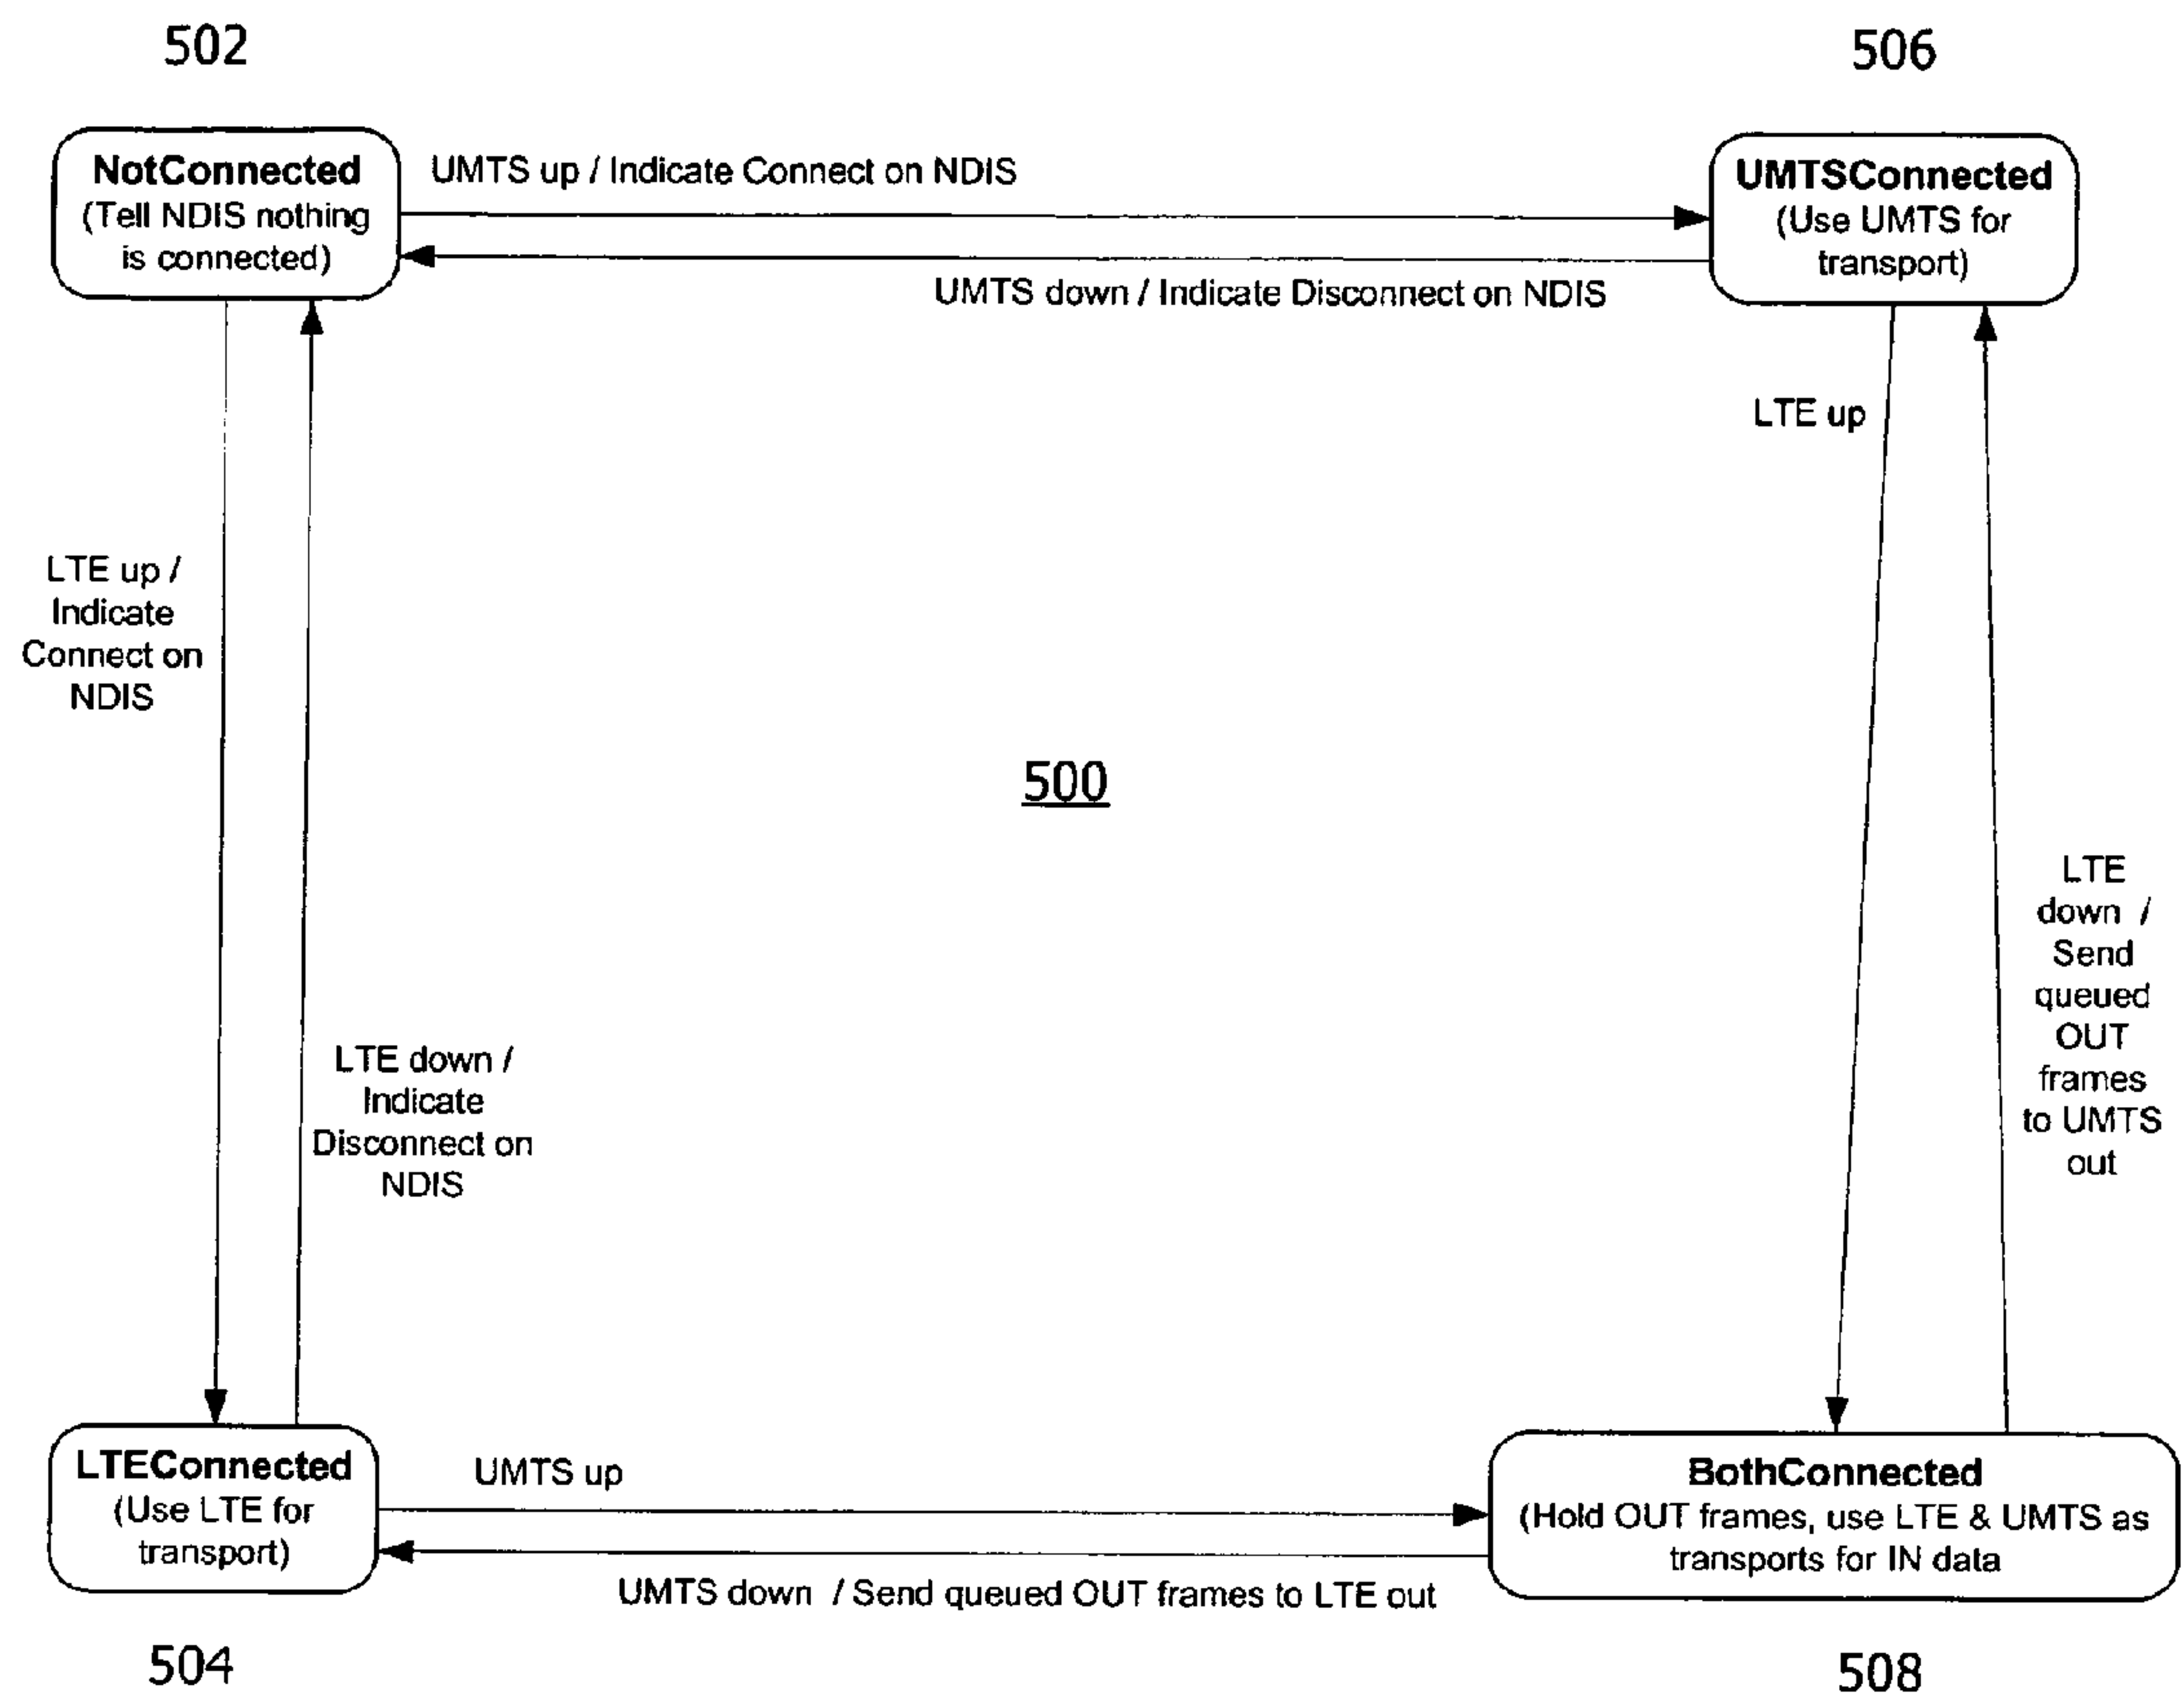 502
506
NotConnected
(Tell NDIS nothing
is connected)
UMTS up / Indicate Connect on NDIS
UMTSConnected
(Use UMTS for
transport)
UMTS down / Indicate Disconnect on NDIS
LTE up
LTE up /
Indicate
Connect on
NDIS
500
LTE
down /
Send
queued
OUT
frames
to UMTS
out
LTE down /
Indicate
Disconnect on
NDIS
LTEConnected
(Use LTE for
transport)
UMTS up
BothConnected
(Hold OUT frames, use LTE & UMTS as
transports for IN data
UMTS down / Send queued OUT frames to LTE out
504
508